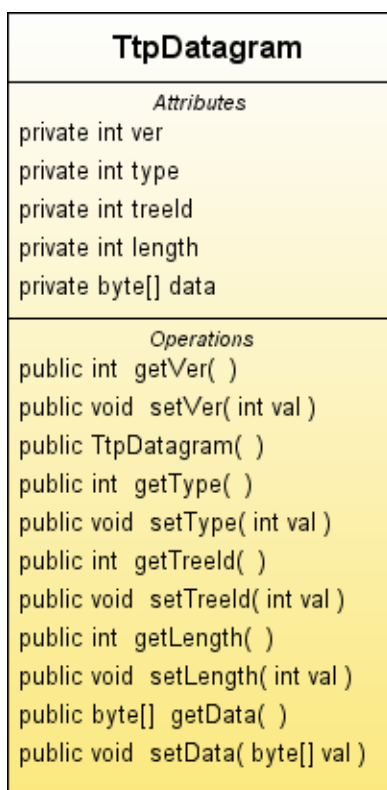 TtpDatagram
Attributes
private int ver
private int type
private int treeId
private int length
private byte[] data
Operations
public int getVer( )
public void setVer( int val )
public TtpDatagram( )
public int getType( )
public void setType( int val )
public int getTreeId( )
public void setTreeId( int val )
public int getLength( )
public void setLength( int val )
public byte[] getData( )
public void setData( byte[] val )